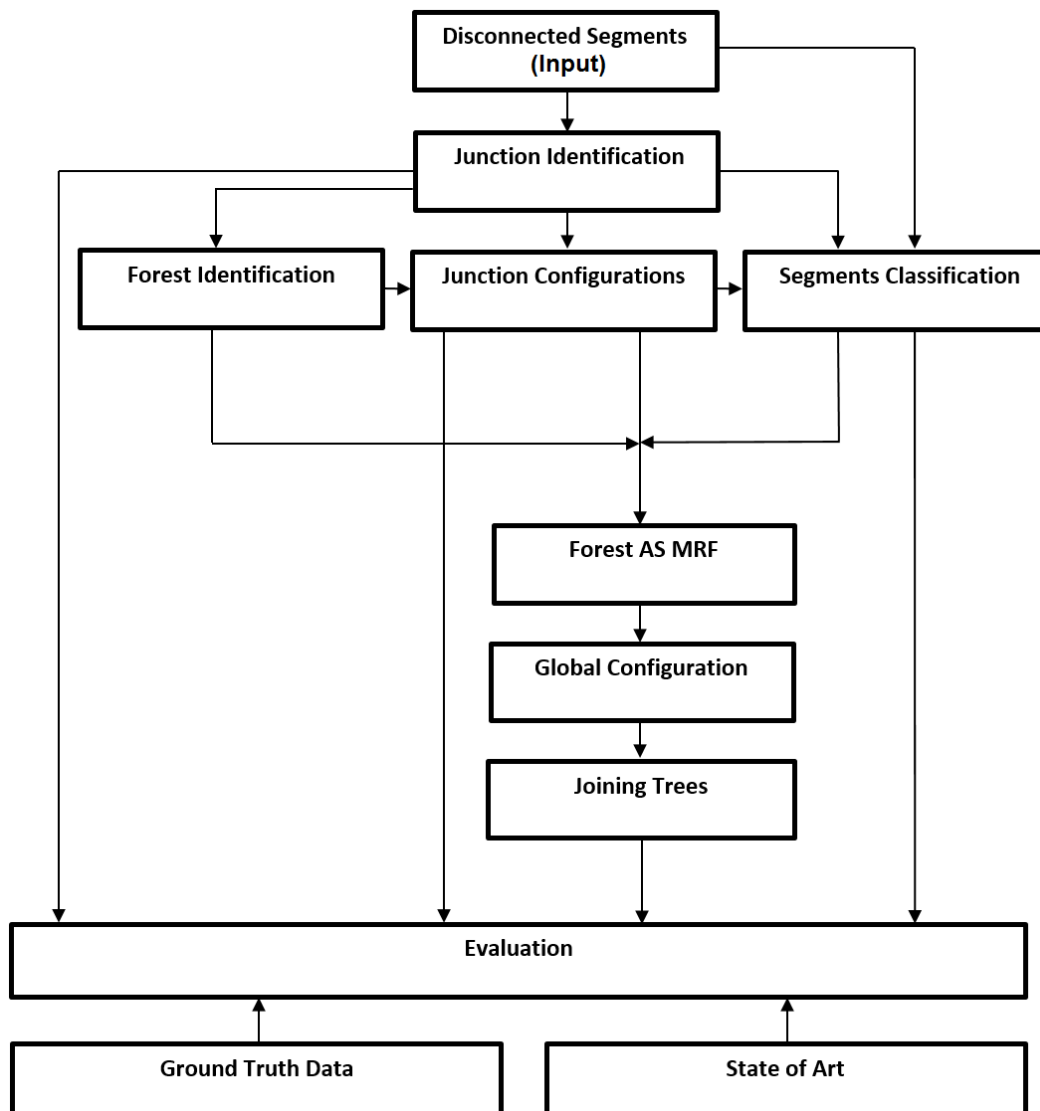 Disconnected Segments
(Input)
Junction Identification
Forest Identification
Junction Configurations
Segments Classification
Forest AS MRF
Global Configuration
Joining Trees
Evaluation
Ground Truth Data
State of Art